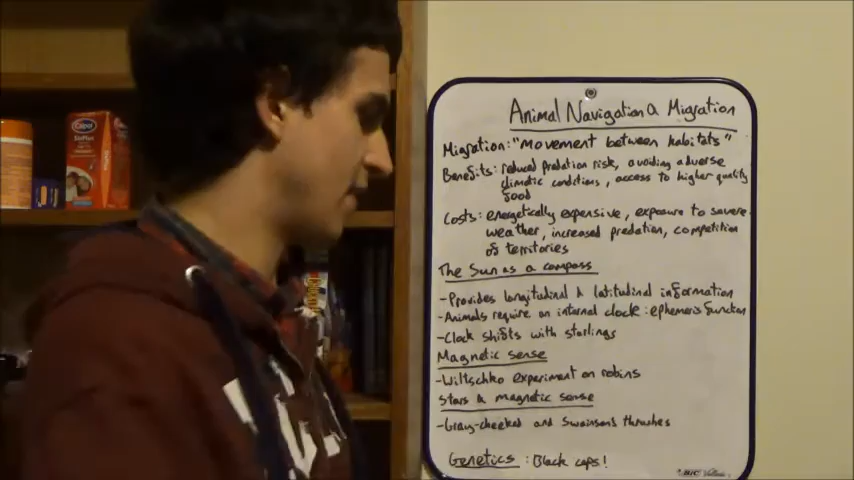 Animal Navigation & Migration
Migration: "movement between habitats"
Benefits: reduced predation risk, avoiding adverse
climatic conditions, access to higher quality
food
Costs: energetically expensive, exposure to severe
weather, increased predation, competition
of territories
The Sun as a compass
- Provides longitudinal & latitudinal information
- Animals require an internal clock: ephemeris function
- Clock shifts with starlings
Magnetic sense
- Wiltschko experiment on robins
Stars & magnetic sense
- Gray-cheeked and Swainsons thrushes
Genetics : Black caps!
Calpol